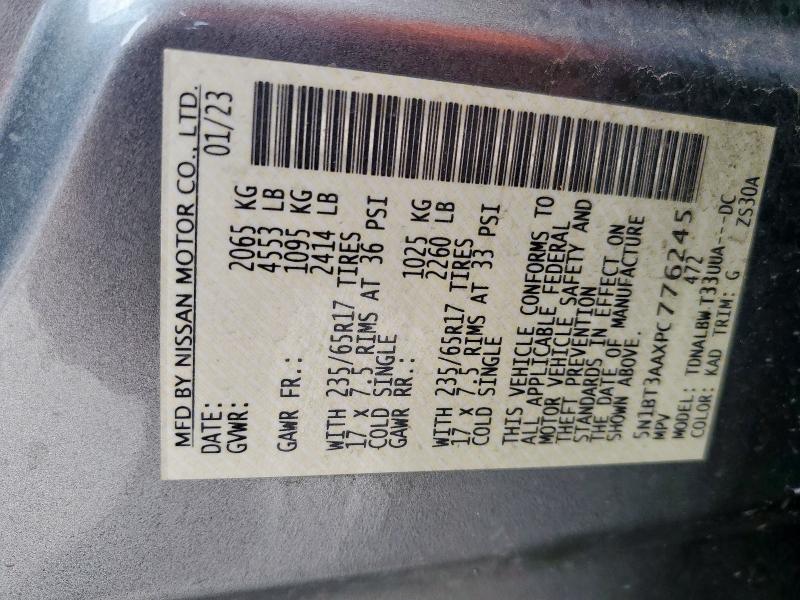 MFD BY NISSAN MOTOR CO., LTD.
DATE: 01/23
GVWR: 2065 KG
4553 LB
GAWR FR.: 1095 KG
2414 LB
WITH 235/65R17 TIRES
17 X 7.5 RIMS AT 36 PSI
COLD SINGLE
GAWR RR.: 1025 KG
2260 LB
WITH 235/65R17 TIRES
17 X 7.5 RIMS AT 33 PSI
COLD SINGLE
THIS VEHICLE CONFORMS TO
ALL APPLICABLE FEDERAL
MOTOR VEHICLE SAFETY AND
THEFT PREVENTION
STANDARDS IN EFFECT ON
THE DATE OF MANUFACTURE
SHOWN ABOVE.
5N1BT3AAXPC776245
MPV 472
MODEL: TDNALBW T33UUA---DC
COLOR: KAD TRIM: G ZS30A